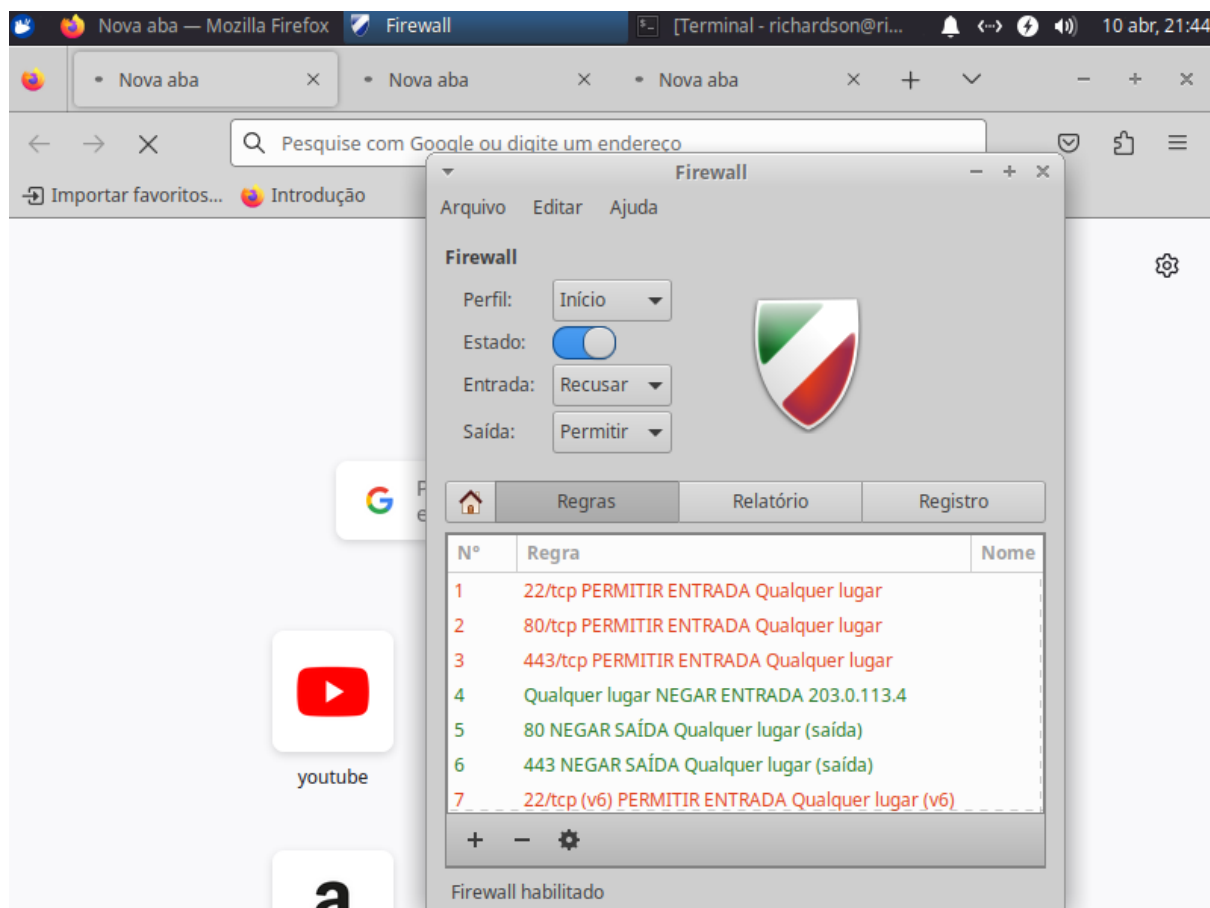 Nova aba — Mozilla Firefox Firewall [Terminal - richardson@ri... 10 abr, 21:44
Nova aba Nova aba Nova aba
Pesquise com Google ou digite um endereço
Importar favoritos... Introdução
Firewall
Arquivo Editar Ajuda
Firewall
Perfil: Início
Estado:
Entrada: Recusar
Saída: Permitir
Regras Relatório Registro
Nº Regra Nome
1 22/tcp PERMITIR ENTRADA Qualquer lugar
2 80/tcp PERMITIR ENTRADA Qualquer lugar
3 443/tcp PERMITIR ENTRADA Qualquer lugar
4 Qualquer lugar NEGAR ENTRADA 203.0.113.4
5 80 NEGAR SAÍDA Qualquer lugar (saída)
6 443 NEGAR SAÍDA Qualquer lugar (saída)
7 22/tcp (v6) PERMITIR ENTRADA Qualquer lugar (v6)
youtube
Firewall habilitado